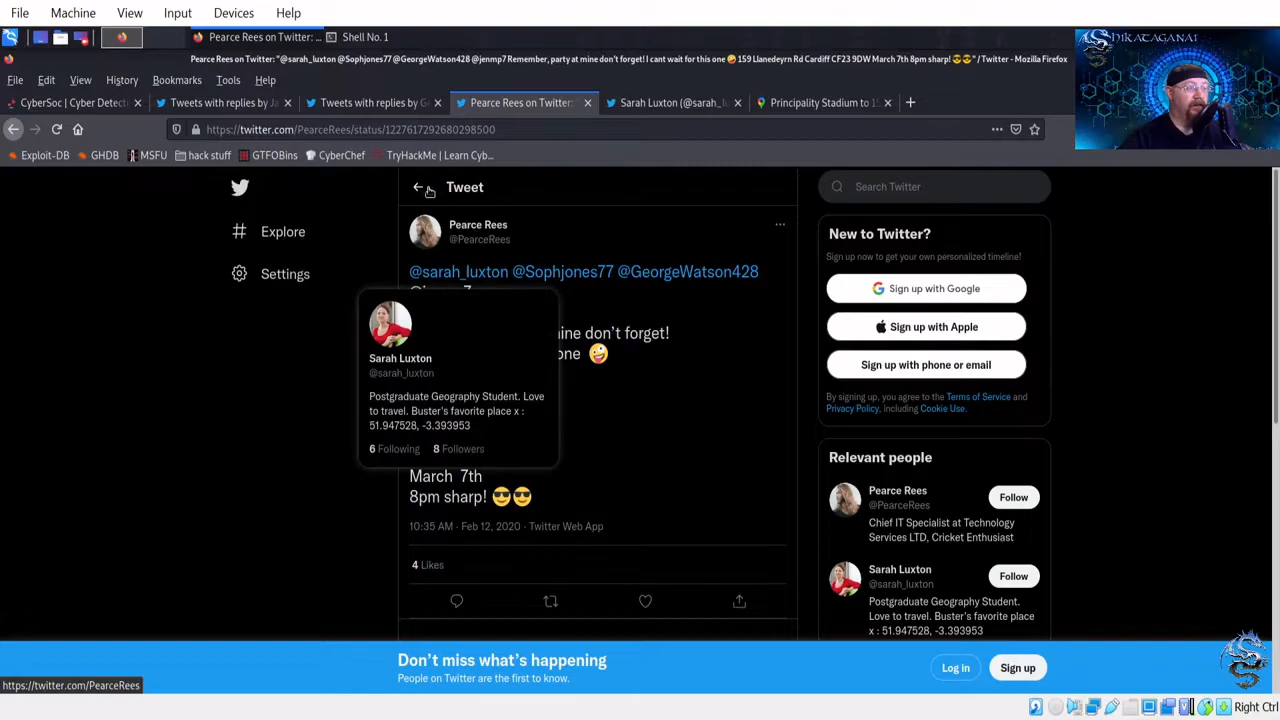 File Machine View Input Devices Help
Pearce Rees on Twitter: ... Shell No. 1
SHIKATAGANAI
Pearce Rees on Twitter: "@sarah_luxton @Sophjones77 @GeorgeWatson428 @jenmp7 Remember, party at mine don't forget! I cant wait for this one 🤪 159 Llanedeyrn Rd Cardiff CF23 9DW March 7th 8pm sharp! 😎😎" / Twitter - Mozilla Firefox
File Edit View History Bookmarks Tools Help
CyberSoc | Cyber Detecti Tweets with replies by Ja Tweets with replies by Ge Pearce Rees on Twitter: Sarah Luxton (@sarah_lu Principality Stadium to 15
https://twitter.com/PearceRees/status/1227617292680298500
Exploit-DB GHDB MSFU hack stuff GTFOBins CyberChef TryHackMe | Learn Cyb...
Tweet
Search Twitter
Explore
Settings
Pearce Rees
@PearceRees
@sarah_luxton @Sophjones77 @GeorgeWatson428
mine don't forget!
one 🤪
March 7th
8pm sharp! 😎😎
10:35 AM · Feb 12, 2020 · Twitter Web App
4 Likes
Sarah Luxton
@sarah_luxton
Postgraduate Geography Student. Love
to travel. Buster's favorite place x :
51.947528, -3.393953
6 Following 8 Followers
New to Twitter?
Sign up now to get your own personalized timeline!
Sign up with Google
Sign up with Apple
Sign up with phone or email
By signing up, you agree to the Terms of Service and
Privacy Policy, including Cookie Use.
Relevant people
Pearce Rees
@PearceRees
Follow
Chief IT Specialist at Technology
Services LTD, Cricket Enthusiast
Sarah Luxton
@sarah_luxton
Follow
Postgraduate Geography Student.
Love to travel. Buster's favorite place
x : 51.947528, -3.393953
Don't miss what's happening
People on Twitter are the first to know.
Log in Sign up
https://twitter.com/PearceRees
Right Ctrl